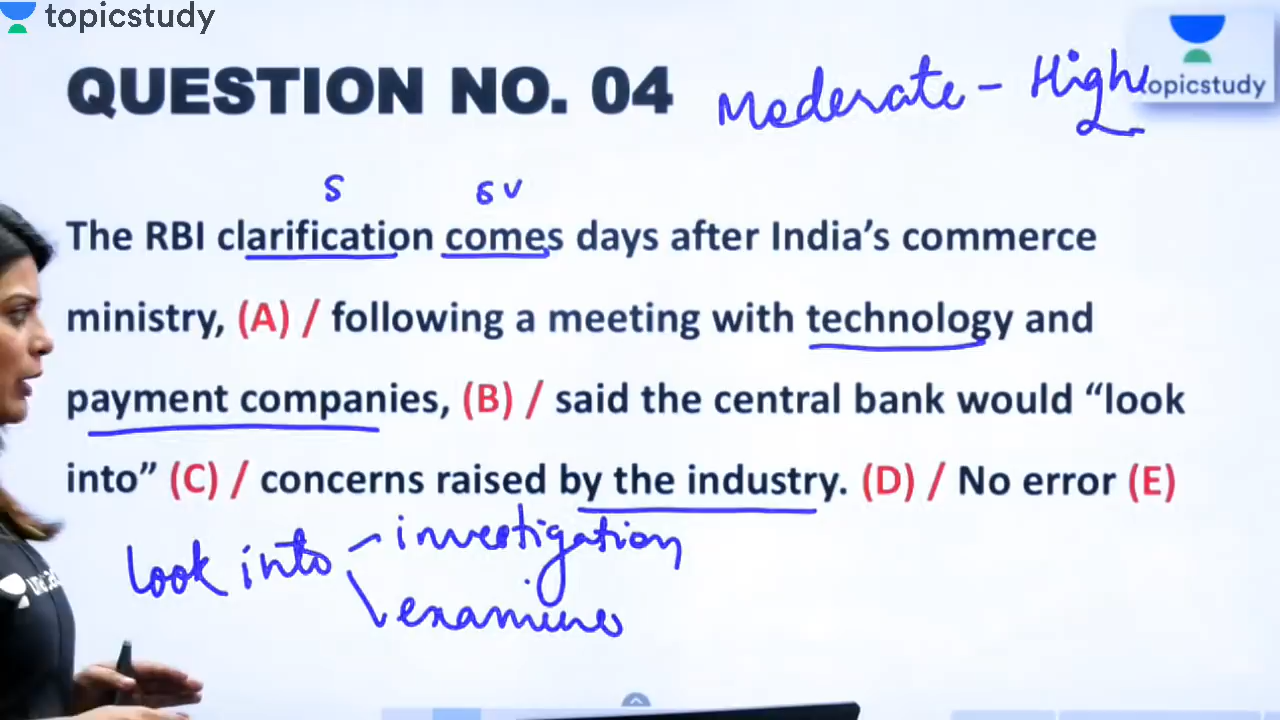 topicstudy
topicstudy
QUESTION NO. 04
Moderate - High
S SV
The RBI clarification comes days after India’s commerce
ministry, (A) / following a meeting with technology and
payment companies, (B) / said the central bank would “look
into” (C) / concerns raised by the industry. (D) / No error (E)
look into investigation
examine